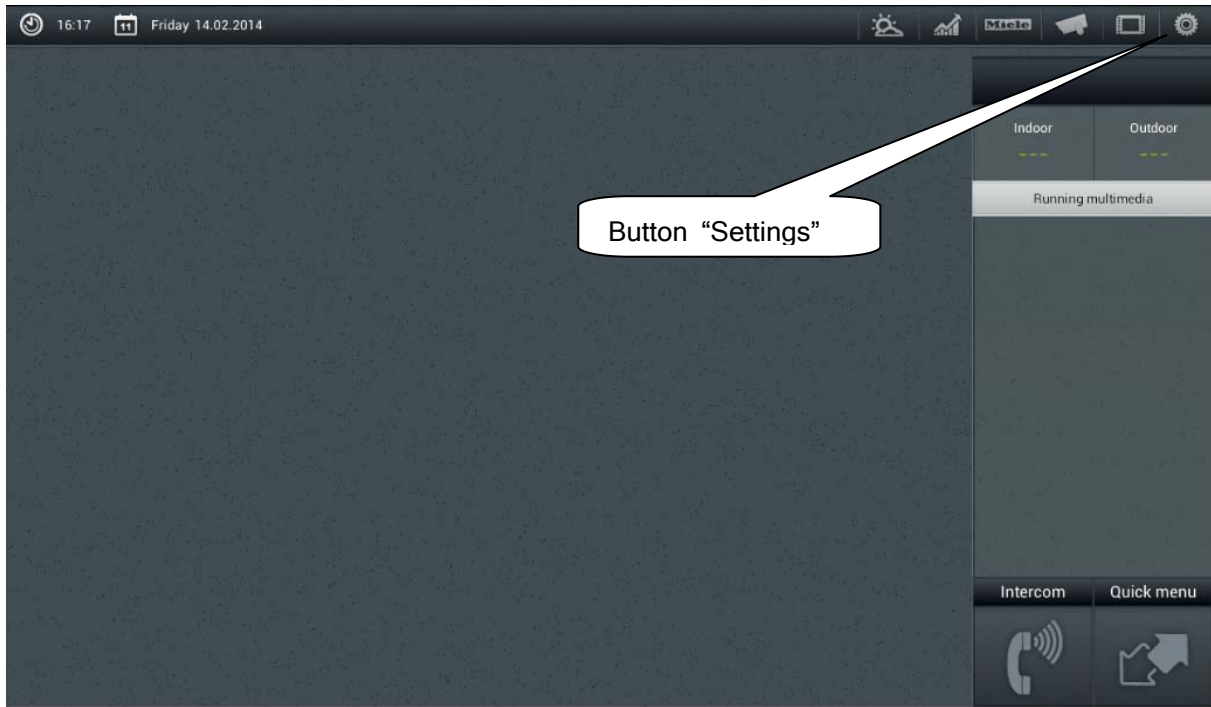 16:17 11 Friday 14.02.2014 Miele
Indoor Outdoor
--- ---
Running multimedia
Button “Settings”
Intercom Quick menu